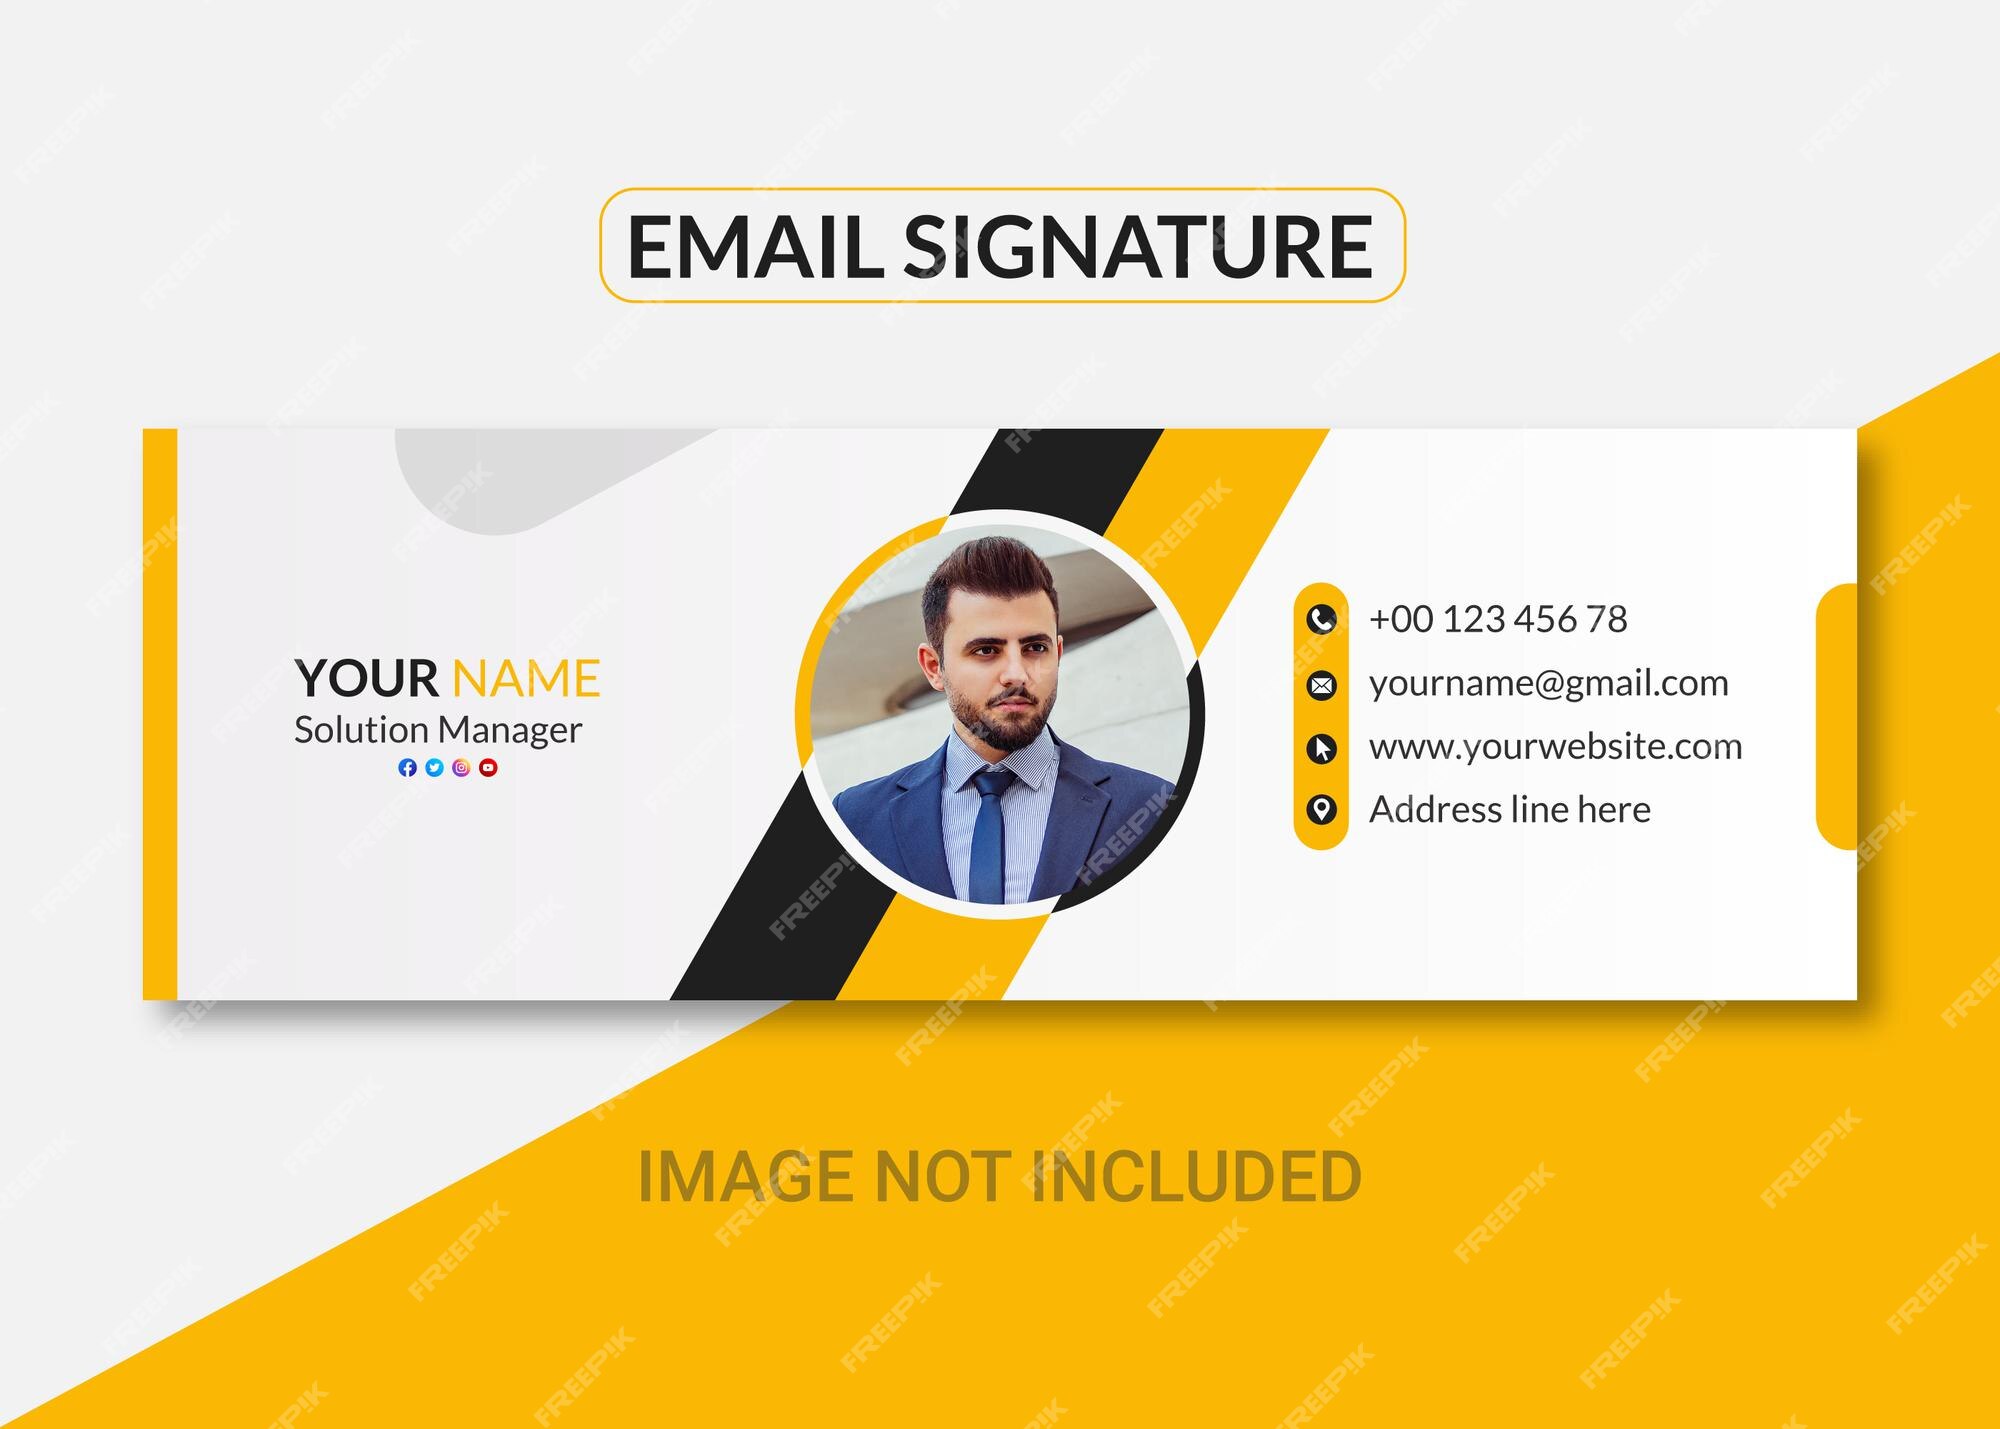 EMAIL SIGNATURE
YOUR NAME
Solution Manager
+00 123 456 78
yourname@gmail.com
www.yourwebsite.com
Address line here
IMAGE NOT INCLUDED
FREEPIK